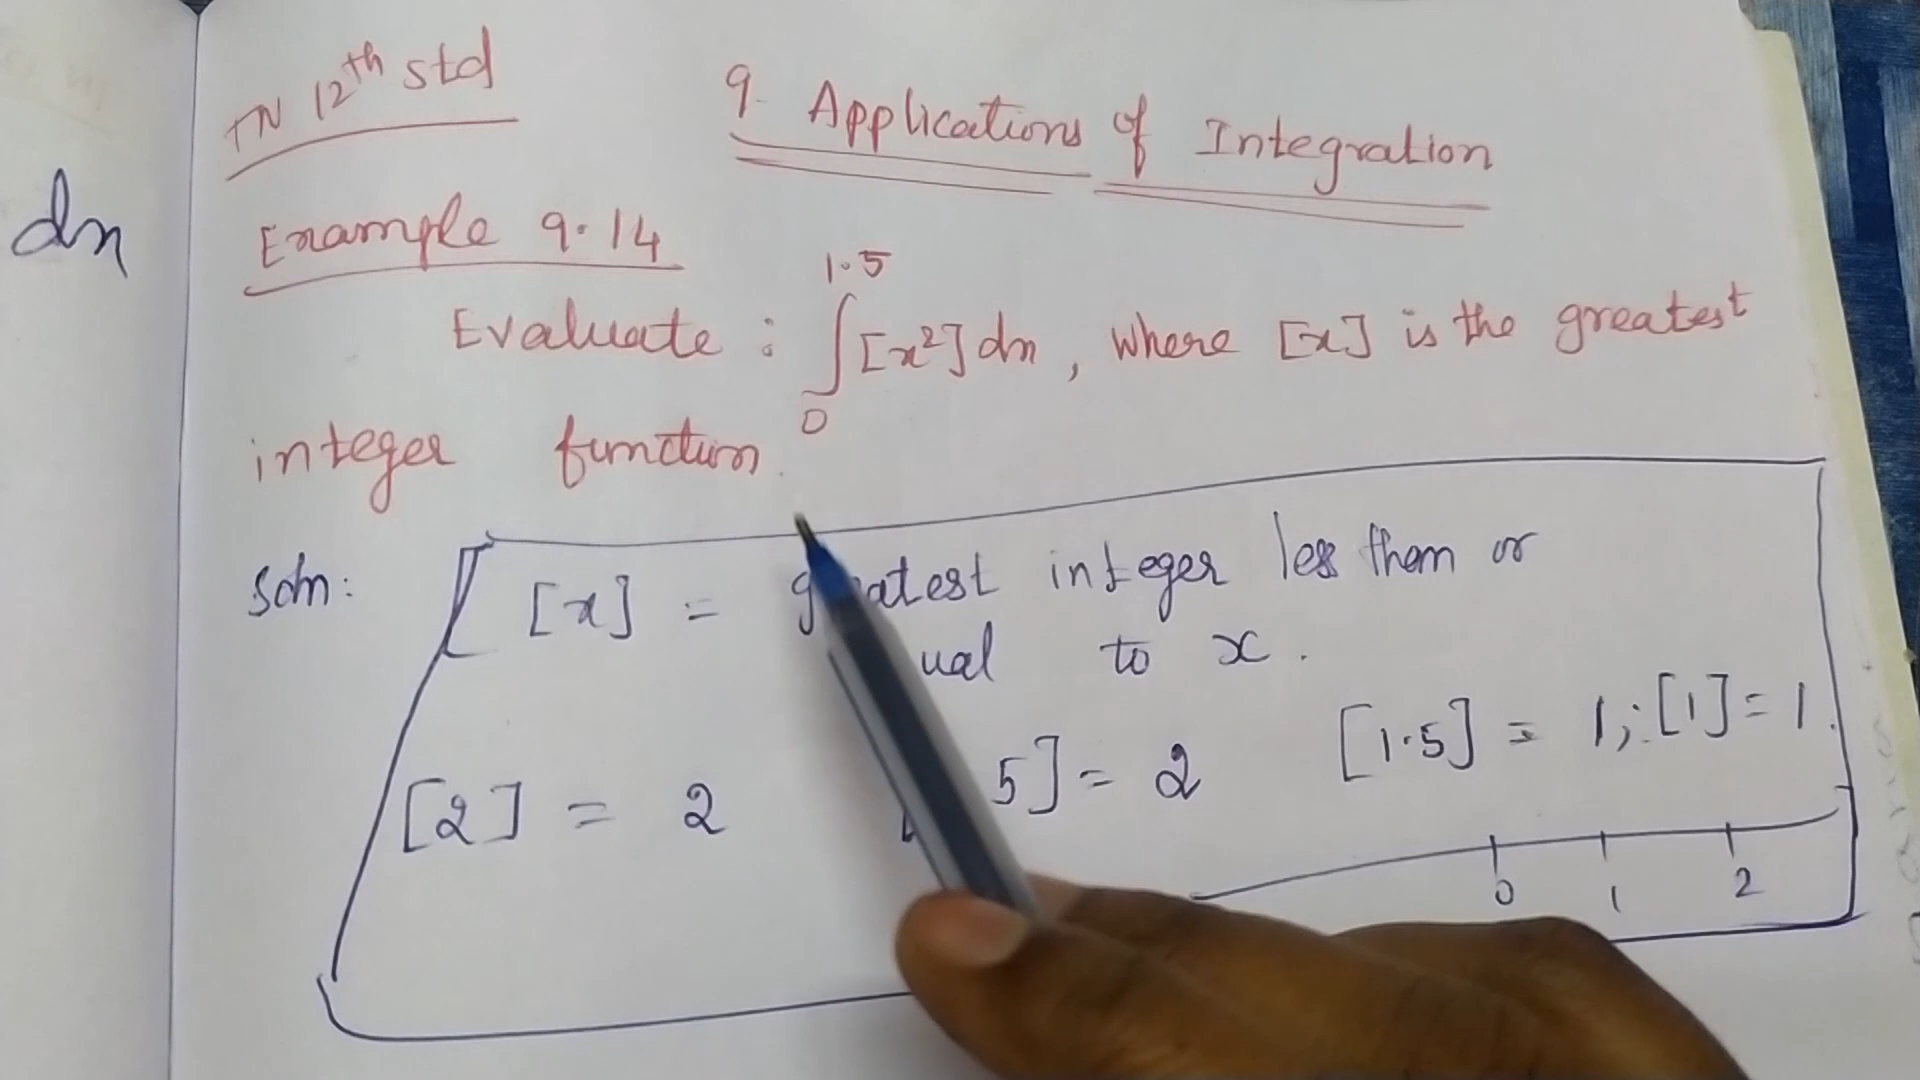 TN 12th std
9. Applications of Integration
dx
Example 9.14
Evaluate : ∫₀^1.5 [x²] dx, where [x] is the greatest
integer function.
Soln: [x] = greatest integer less than or
to x.
[2] = 2 5] = 2 [1.5] = 1; [1] = 1.
0 1 2